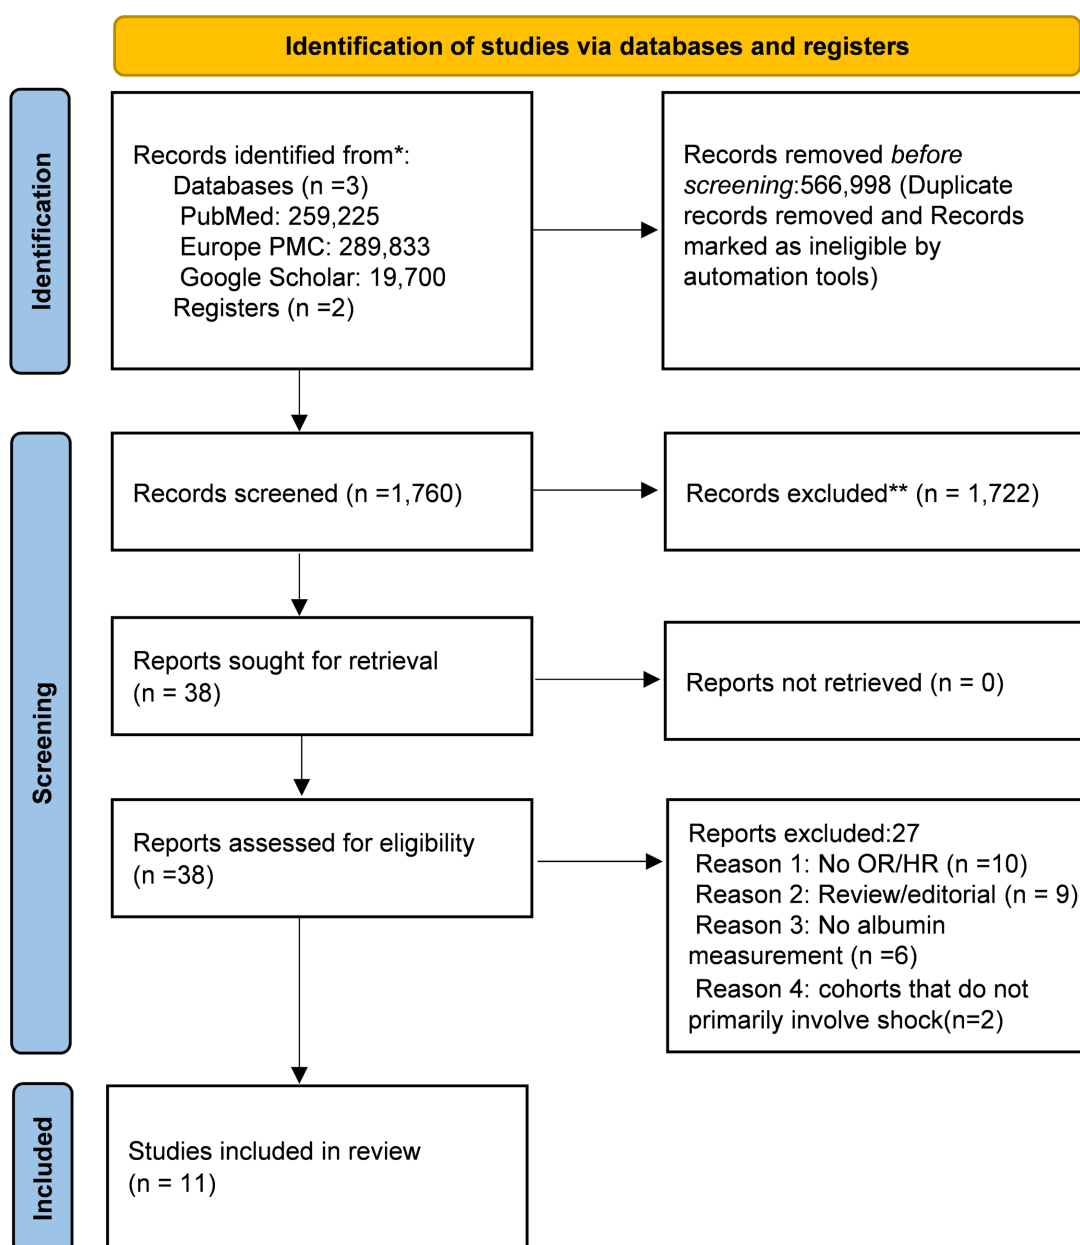 Identification of studies via databases and registers
Identification
Records identified from*:
Databases (n =3)
PubMed: 259,225
Europe PMC: 289,833
Google Scholar: 19,700
Registers (n =2)
Records removed before
screening:566,998 (Duplicate
records removed and Records
marked as ineligible by
automation tools)
Screening
Records screened (n =1,760)
Records excluded** (n = 1,722)
Reports sought for retrieval
(n = 38)
Reports not retrieved (n = 0)
Reports assessed for eligibility
(n =38)
Reports excluded:27
Reason 1: No OR/HR (n =10)
Reason 2: Review/editorial (n = 9)
Reason 3: No albumin
measurement (n =6)
Reason 4: cohorts that do not
primarily involve shock(n=2)
Included
Studies included in review
(n = 11)